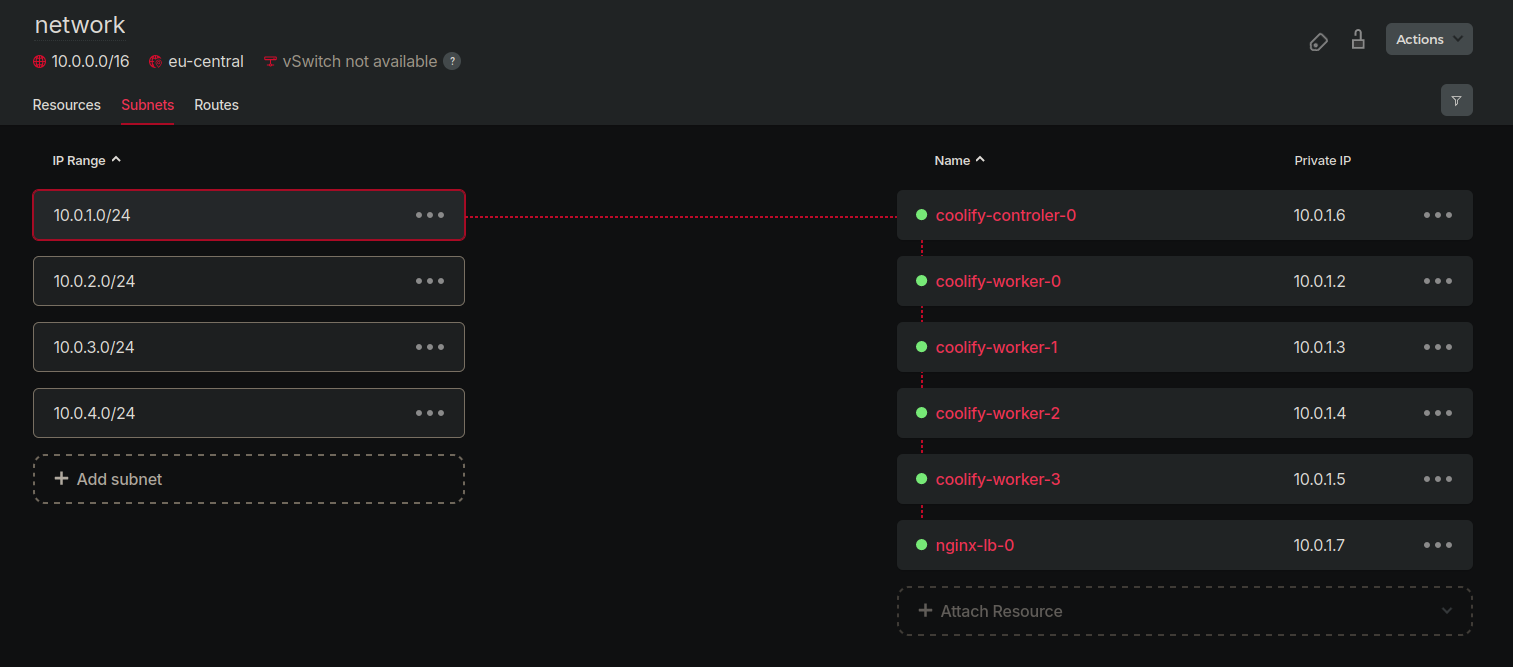 network
10.0.0.0/16 eu-central vSwitch not available ?
Actions
Resources Subnets Routes
IP Range Name Private IP
10.0.1.0/24 coolify-controler-0 10.0.1.6
10.0.2.0/24 coolify-worker-0 10.0.1.2
10.0.3.0/24 coolify-worker-1 10.0.1.3
10.0.4.0/24 coolify-worker-2 10.0.1.4
+ Add subnet coolify-worker-3 10.0.1.5
nginx-lb-0 10.0.1.7
+ Attach Resource